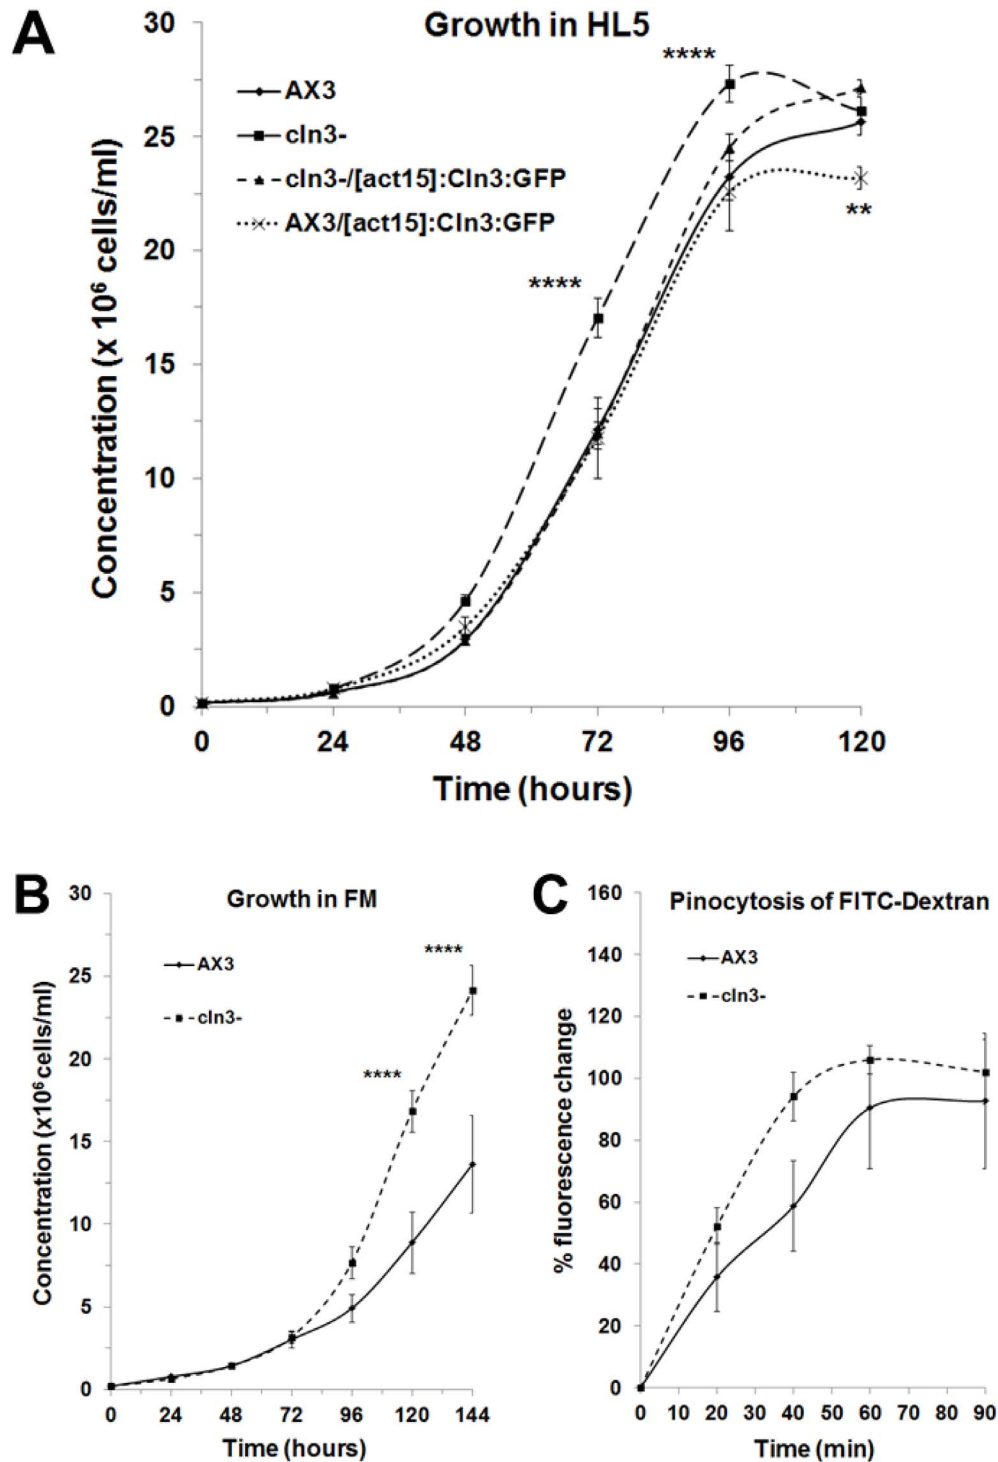 A
Growth in HL5
30
25
20
15
10
5
0
Concentration (x 10⁶ cells/ml)
AX3
cln3-
cln3-/[act15]:Cln3:GFP
AX3/[act15]:Cln3:GFP
****
****
**
0 24 48 72 96 120
Time (hours)
B
Growth in FM
30
25
20
15
10
5
0
Concentration (x10⁶cells/ml)
AX3
cln3-
****
****
0 24 48 72 96 120 144
Time (hours)
C
Pinocytosis of FITC-Dextran
160
140
120
100
80
60
40
20
0
% fluorescence change
AX3
cln3-
0 10 20 30 40 50 60 70 80 90
Time (min)